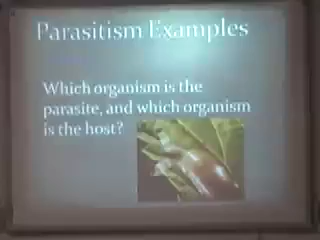 Parasitism Examples
Which organism is the
parasite, and which organism
is the host?